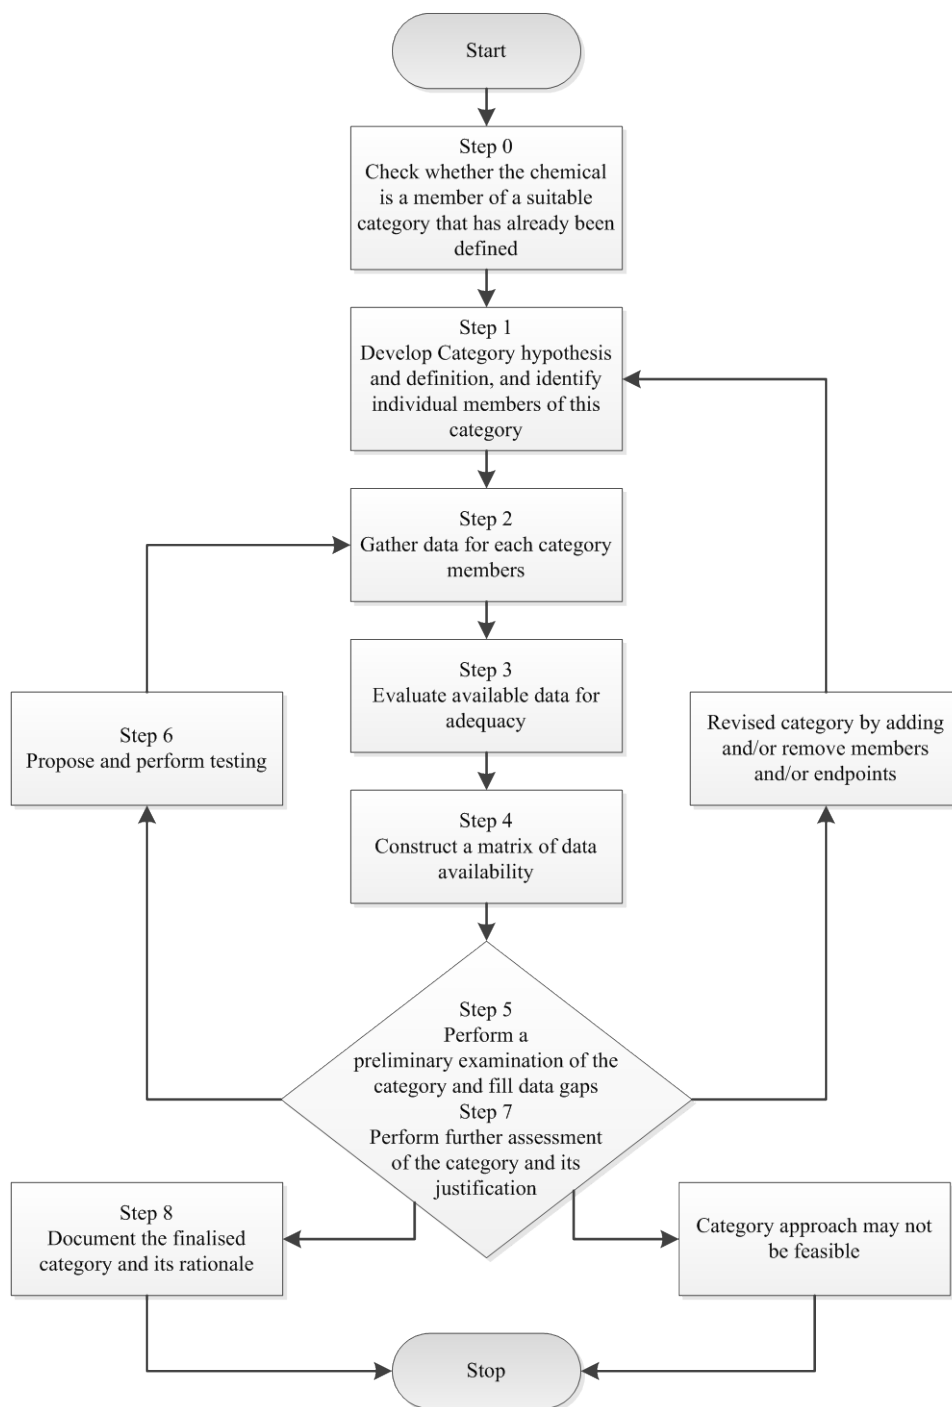 Start
Step 0
Check whether the chemical
is a member of a suitable
category that has already been
defined
Step 1
Develop Category hypothesis
and definition, and identify
individual members of this
category
Step 2
Gather data for each category
members
Step 3
Evaluate available data for
adequacy
Step 6
Propose and perform testing
Revised category by adding
and/or remove members
and/or endpoints
Step 4
Construct a matrix of data
availability
Step 5
Perform a
preliminary examination of the
category and fill data gaps
Step 7
Perform further assessment
of the category and its
justification
Step 8
Document the finalised
category and its rationale
Category approach may not
be feasible
Stop